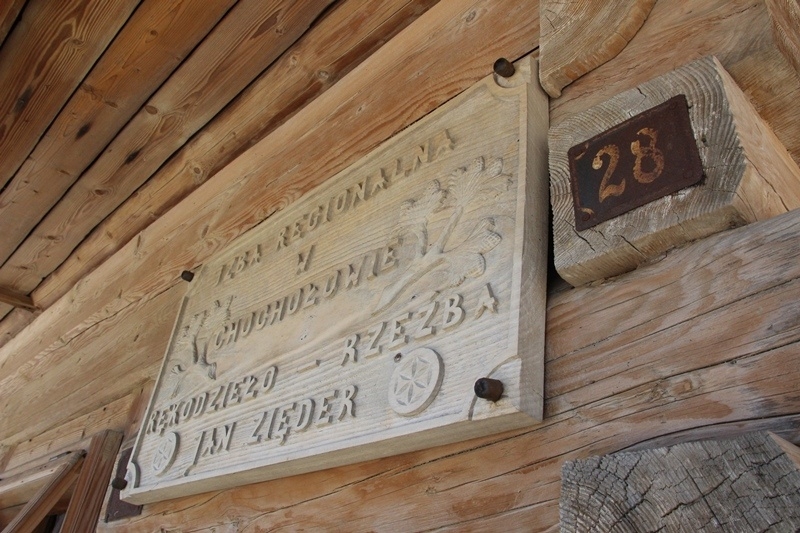 IZBA REGIONALNA
W
CHOCHOŁOWIE
RĘKODZIEŁO - RZEŹBA
JAN ZIĘDER
28